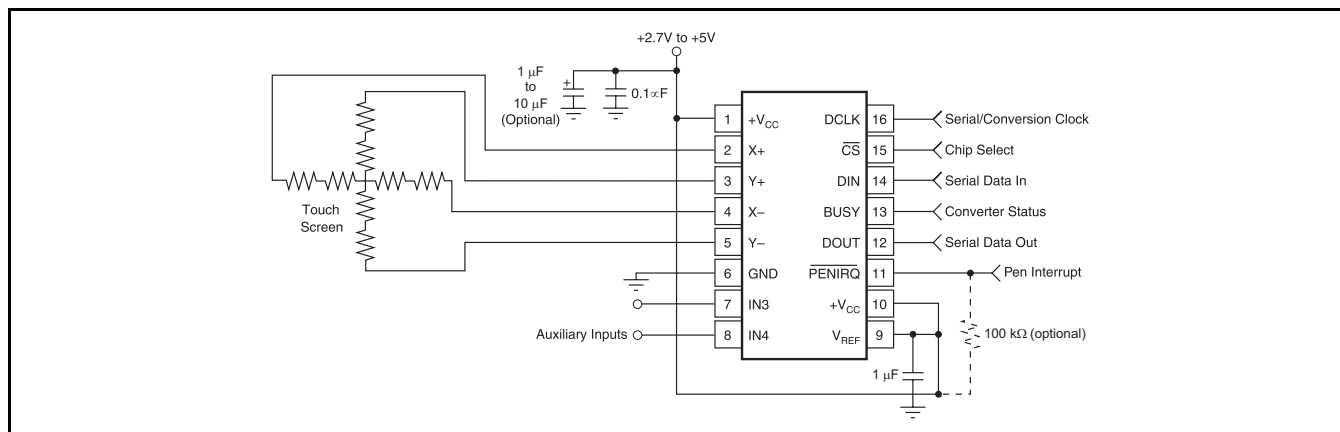 +2.7V to +5V
1 μF
to
10 μF
(Optional)
+
0.1∝F
Touch
Screen
Auxiliary Inputs
1 +VCC
2 X+
3 Y+
4 X–
5 Y–
6 GND
7 IN3
8 IN4
DCLK 16 Serial/Conversion Clock
CS 15 Chip Select
DIN 14 Serial Data In
BUSY 13 Converter Status
DOUT 12 Serial Data Out
PENIRQ 11 Pen Interrupt
+VCC 10
VREF 9
100 kΩ (optional)
1 μF